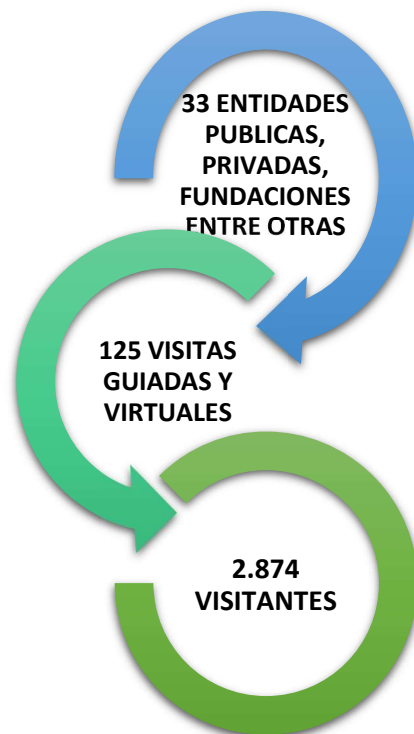 33 ENTIDADES
PUBLICAS,
PRIVADAS,
FUNDACIONES
ENTRE OTRAS
125 VISITAS
GUIADAS Y
VIRTUALES
2.874
VISITANTES